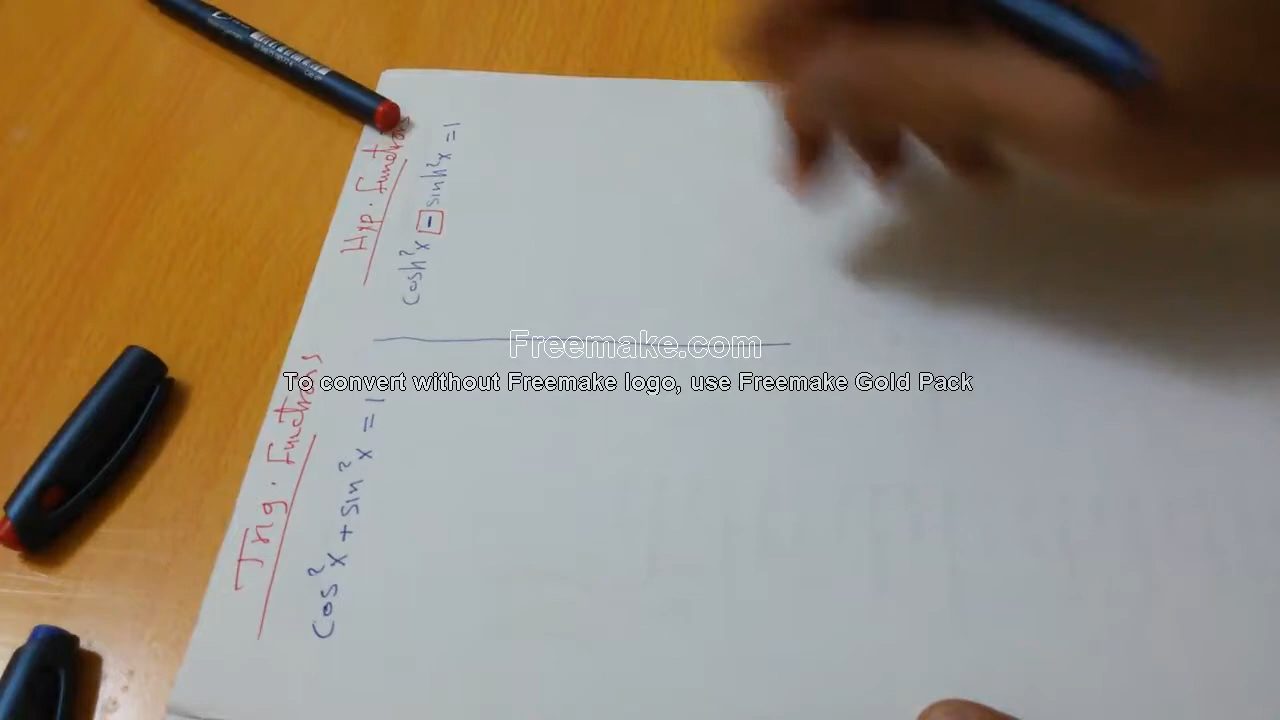 Trig. Functions
cos²x + sin²x = 1
Hyp. Functions
cosh²x - sinh²x = 1
Freemake.com
To convert without Freemake logo, use Freemake Gold Pack